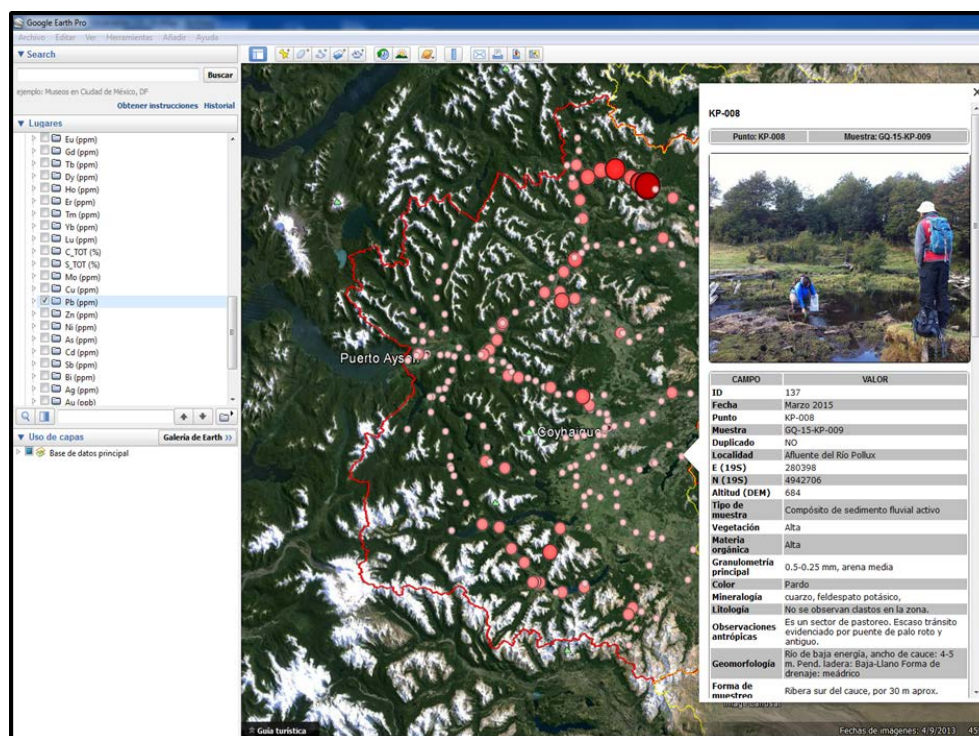 Google Earth Pro
Archivo Editar Ver Herramientas Añadir Ayuda
▼ Search
Buscar
ejemplo: Museos en Ciudad de México, DF
Obtener instrucciones Historial
▼ Lugares
Eu (ppm)
Gd (ppm)
Tb (ppm)
Dy (ppm)
Ho (ppm)
Er (ppm)
Tm (ppm)
Yb (ppm)
Lu (ppm)
C_TOT (%)
S_TOT (%)
Mo (ppm)
Cu (ppm)
Pb (ppm)
Zn (ppm)
Ni (ppm)
As (ppm)
Cd (ppm)
Sb (ppm)
Bi (ppm)
Ag (ppm)
Au (ppb)
▼ Uso de capas Galería de Earth >>
Base de datos principal
Puerto Aysén
Coyhaique
KP-008
Punto: KP-008 Muestra: GQ-15-KP-009
CAMPO VALOR
ID 137
Fecha Marzo 2015
Punto KP-008
Muestra GQ-15-KP-009
Duplicado NO
Localidad Afluente del Río Pollux
E (19S) 280398
N (19S) 4942706
Altitud (DEM) 684
Tipo de muestra Compósito de sedimento fluvial activo
Vegetación Alta
Materia orgánica Alta
Granulometría principal 0.5-0.25 mm, arena media
Color Pardo
Mineralogía cuarzo, feldespato potásico,
Litología No se observan clastos en la zona.
Observaciones antrópicas Es un sector de pastoreo. Escaso tránsito
evidenciado por puente de palo roto y
antiguo.
Geomorfología Río de baja energía, ancho de cauce: 4-5
m. Pend. ladera: Baja-Llano Forma de
drenaje: meádrico
Forma de muestreo Ribera sur del cauce, por 30 m aprox.
Guía turística
Fechas de imágenes: 4/9/2013